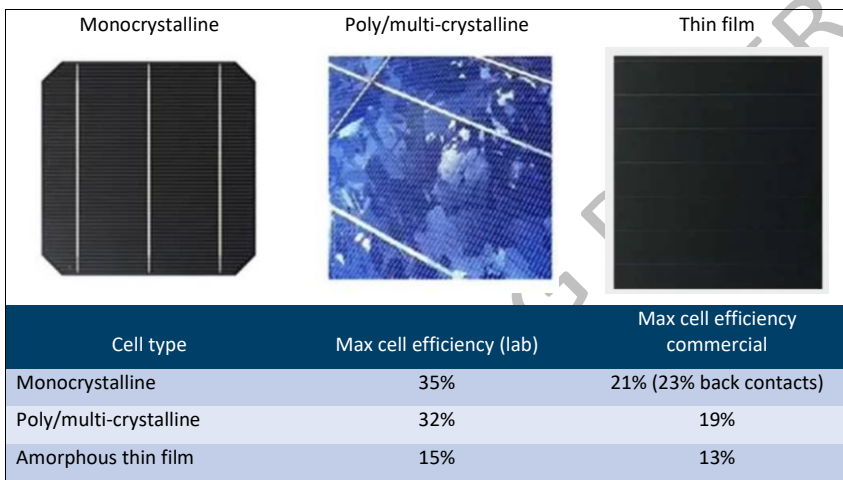 Monocrystalline Poly/multi-crystalline Thin film
Cell type Max cell efficiency (lab) Max cell efficiency commercial
Monocrystalline 35% 21% (23% back contacts)
Poly/multi-crystalline 32% 19%
Amorphous thin film 15% 13%